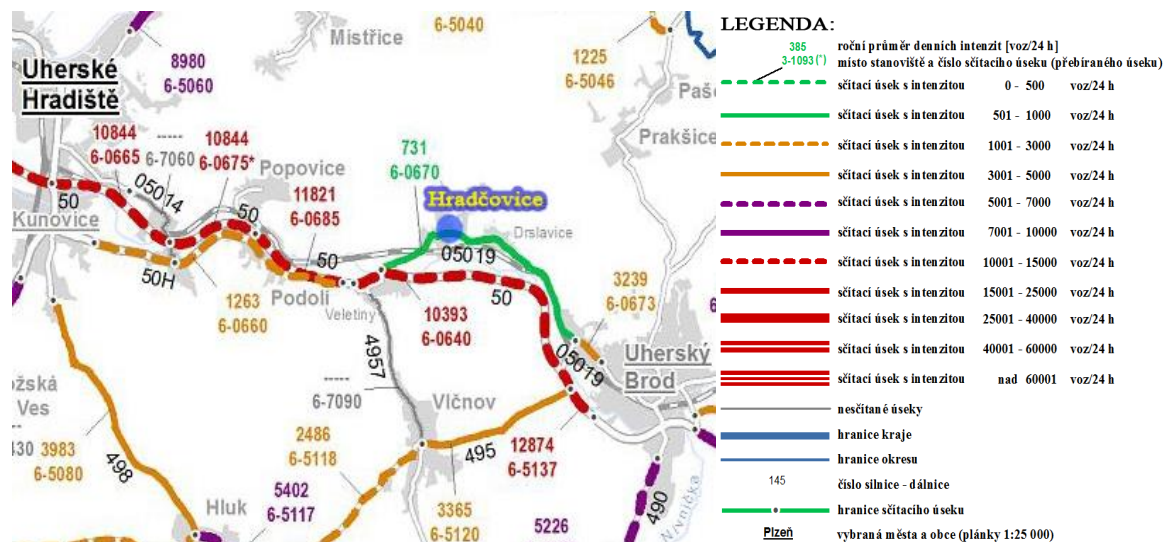 6-5040
Mistřice
8980
6-5060
1225
6-5046
Uherské
Hradiště
Paše
Prakšice
10844
6-0665
-----
6-7060
10844
6-0675*
Popovice
731
6-0670
11821
6-0685
Hradčovice
Drslavice
05014
50
50
Kunovice
50
05019
50H
50
3239
6-0673
1263
6-0660
Podolí
Veletiny
10393
6-0640
4957
05019
Uherský
Brod
ožská
Ves
-----
6-7090
Vlčnov
430
3983
6-5080
2486
6-5118
495
12874
6-5137
498
5402
6-5117
Hluk
3365
6-5120
5226
490
Nivnička
LEGENDA:
385
3-1093 (*)
roční průměr denních intenzit [voz/24 h]
místo stanoviště a číslo sčítacího úseku (přebíraného úseku)
sčítací úsek s intenzitou 0 - 500 voz/24 h
sčítací úsek s intenzitou 501 - 1000 voz/24 h
sčítací úsek s intenzitou 1001 - 3000 voz/24 h
sčítací úsek s intenzitou 3001 - 5000 voz/24 h
sčítací úsek s intenzitou 5001 - 7000 voz/24 h
sčítací úsek s intenzitou 7001 - 10000 voz/24 h
sčítací úsek s intenzitou 10001 - 15000 voz/24 h
sčítací úsek s intenzitou 15001 - 25000 voz/24 h
sčítací úsek s intenzitou 25001 - 40000 voz/24 h
sčítací úsek s intenzitou 40001 - 60000 voz/24 h
sčítací úsek s intenzitou nad 60001 voz/24 h
nesčítané úseky
hranice kraje
hranice okresu
145 číslo silnice - dálnice
hranice sčítacího úseku
Plzeň vybraná města a obce (plánky 1:25 000)